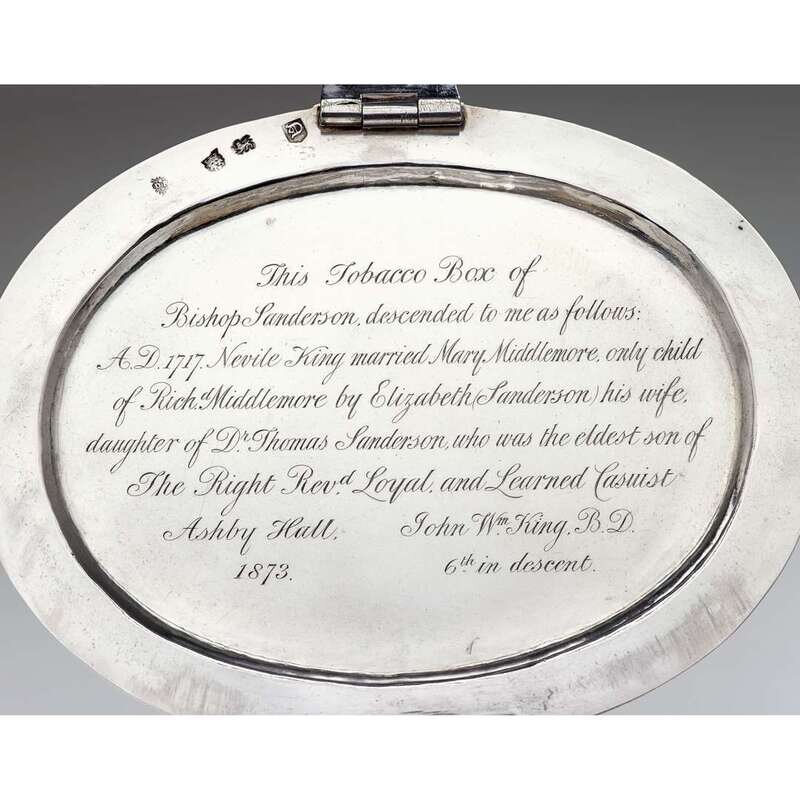 This Tobacco Box of
Bishop Sanderson, descended to me as follows:
A.D. 1717. Nevile King married Mary Middlemore, only child
of Richd. Middlemore by Elizabeth (Sanderson) his wife,
daughter of Dr. Thomas Sanderson, who was the eldest son of
The Right Revd. Loyal, and Learned Casuist
Ashby Hall, John Wm. King, B.D.
1873. 6th in descent.